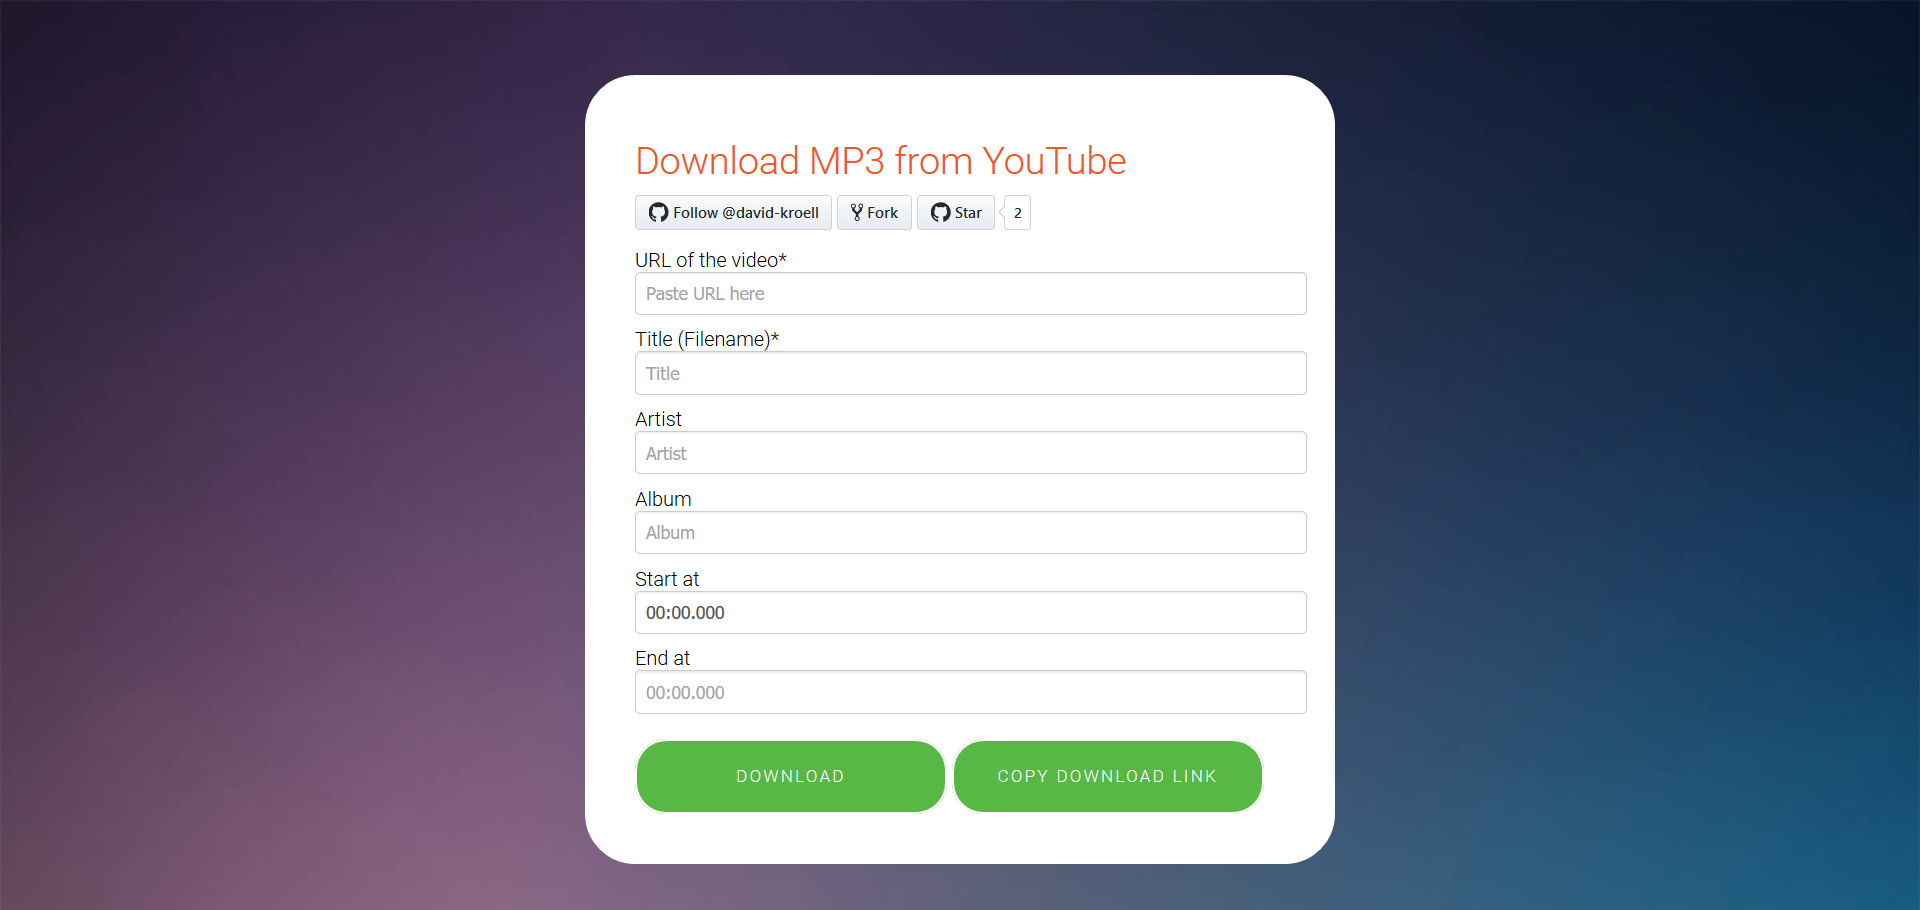 Download MP3 from YouTube
Follow @david-kroell Fork Star 2
URL of the video*
Paste URL here
Title (Filename)*
Title
Artist
Artist
Album
Album
Start at
00:00.000
End at
00:00.000
DOWNLOAD COPY DOWNLOAD LINK